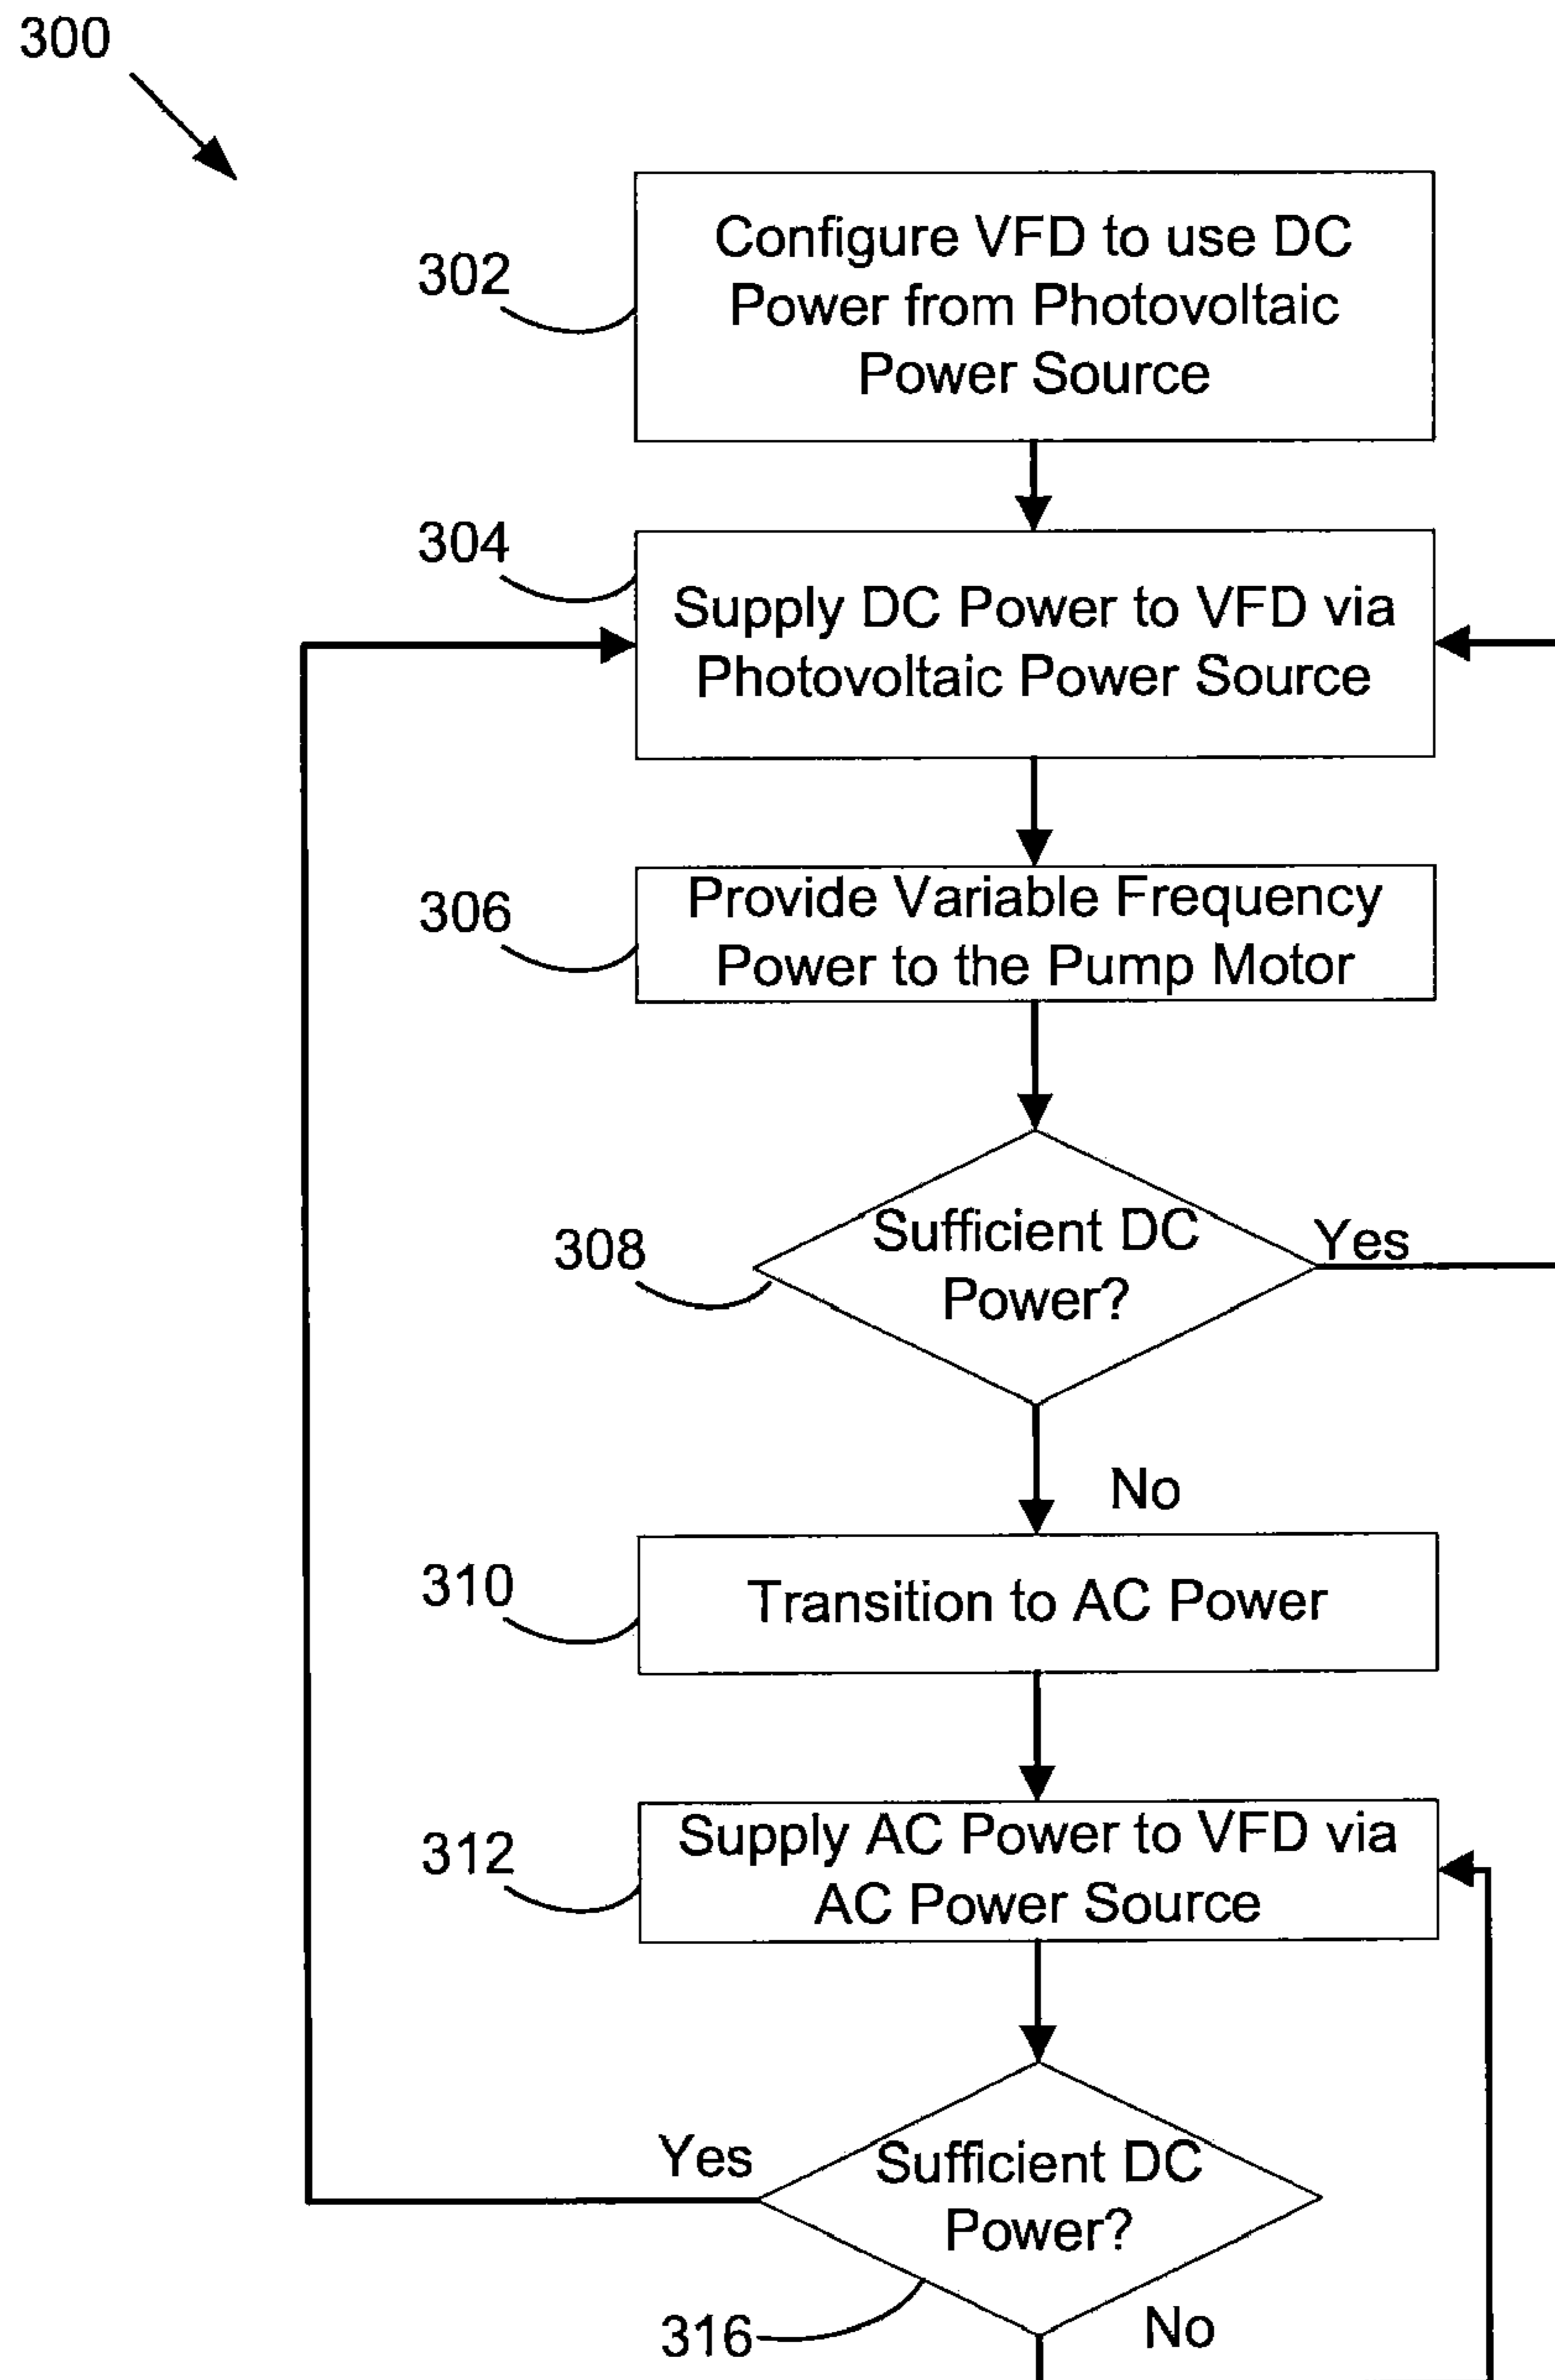 300
302
Configure VFD to use DC
Power from Photovoltaic
Power Source
304
Supply DC Power to VFD via
Photovoltaic Power Source
306
Provide Variable Frequency
Power to the Pump Motor
308
Sufficient DC
Power?
Yes
No
310
Transition to AC Power
312
Supply AC Power to VFD via
AC Power Source
Yes
Sufficient DC
Power?
316
No